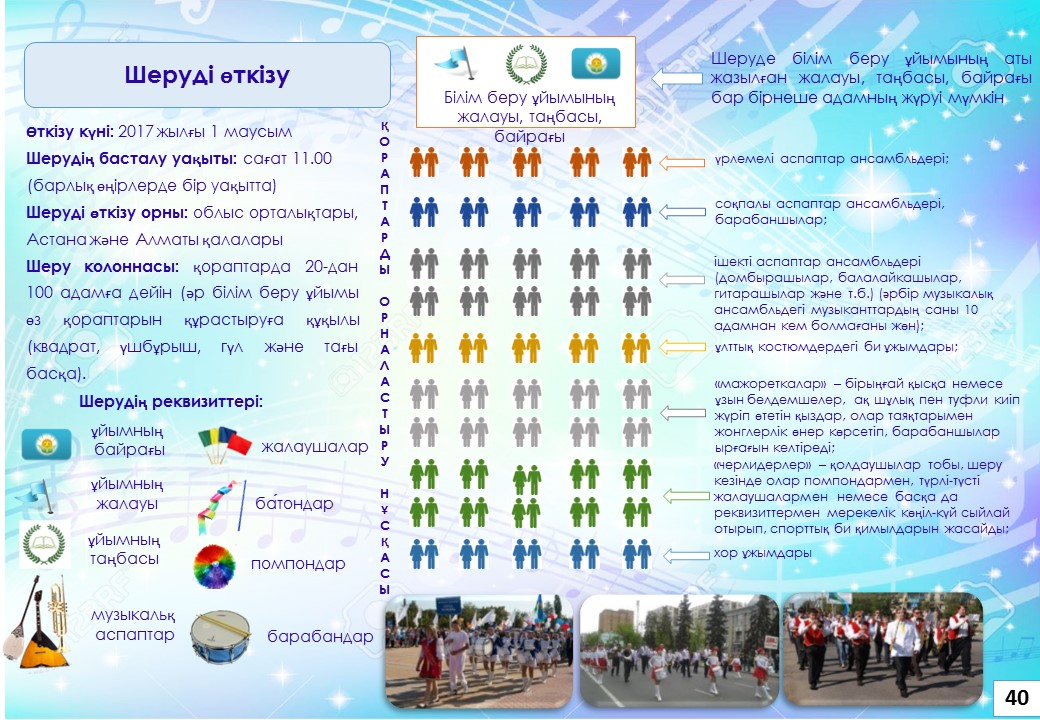 Шеруді өткізу
Өткізу күні: 2017 жылғы 1 маусым
Шерудің басталу уақыты: сағат 11.00
(барлық өңірлерде бір уақытта)
Шеруді өткізу орны: облыс орталықтары,
Астана және Алматы қалалары
Шеру колоннасы: қораптарда 20-дан
100 адамға дейін (әр білім беру ұйымы
өз қораптарын құрастыруға құқылы
(квадрат, үшбұрыш, гүл және тағы
басқа).
Шерудің реквизиттері:
ұйымның
байрағы
жалаушалар
ұйымның
жалауы
ба́тондар
ұйымның
таңбасы
помпондар
музыкальқ
аспаптар
барабандар
ҚОРАПТАРДЫ ОРНАЛАСТЫРУ НҰСҚАСЫ
Білім беру ұйымының
жалауы, таңбасы,
байрағы
Шеруде білім беру ұйымының аты
жазылған жалауы, таңбасы, байрағы
бар бірнеше адамның жүруі мүмкін
үрлемелі аспаптар ансамбльдері;
соқпалы аспаптар ансамбльдері,
барабаншылар;
ішекті аспаптар ансамбльдері
(домбырашылар, балалайкашылар,
гитарашылар және т.б.) (әрбір музыкалық
ансамбльдегі музыканттардың саны 10
адамнан кем болмағаны жөн);
ұлттық костюмдердегі би ұжымдары;
«мажореткалар» – бірыңғай қысқа немесе
ұзын белдемшелер, ақ шұлық пен туфли киіп
жүріп өтетін қыздар, олар таяқтарымен
жонглерлік өнер көрсетіп, барабаншылар
ырғағын келтіреді;
«черлидерлер» – қолдаушылар тобы, шеру
кезінде олар помпондармен, түрлі-түсті
жалаушалармен немесе басқа да
реквизиттермен мерекелік көңіл-күй сыйлай
отырып, спорттық би қимылдарын жасайды;
хор ұжымдары
40